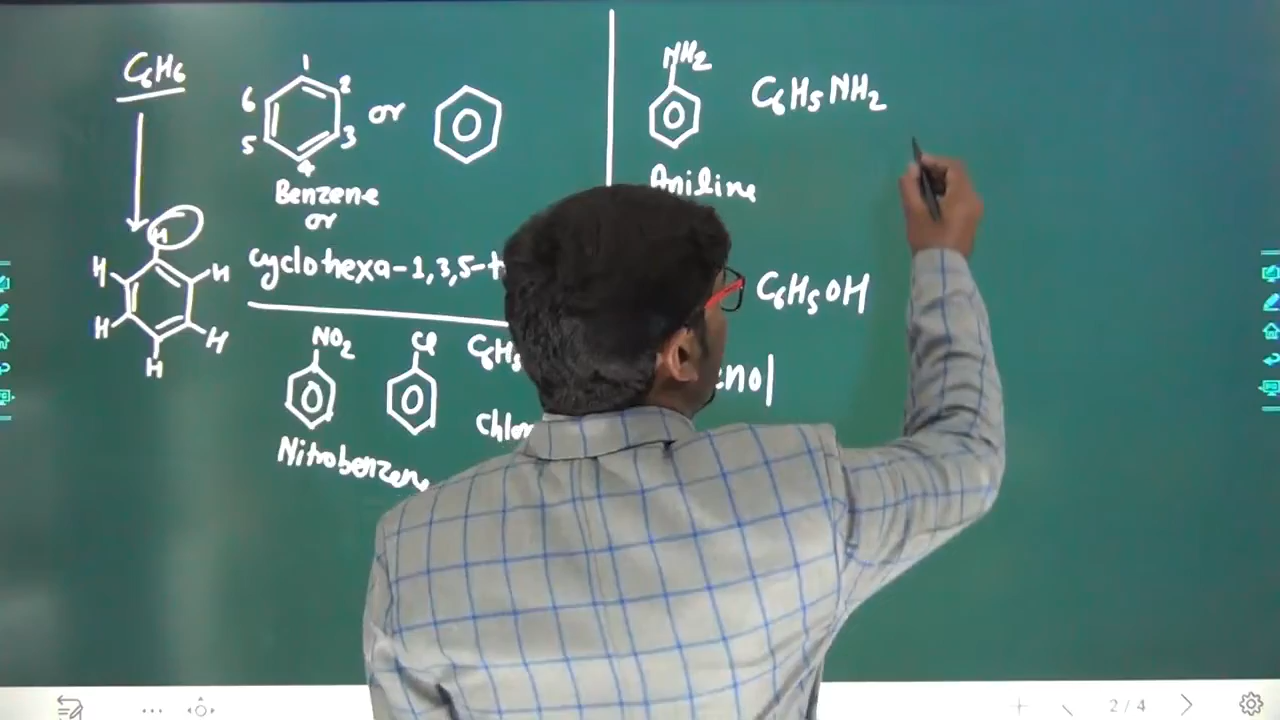 C6H6
1
2
3
4
5
6
or
Benzene
or
cyclohexa-1,3,5-t
H
H
H
H
H
H
NO2
Nitrobenzene
Cl
C6H5
Chlor
NH2
C6H5NH2
Aniline
C6H5OH
enol
2/4